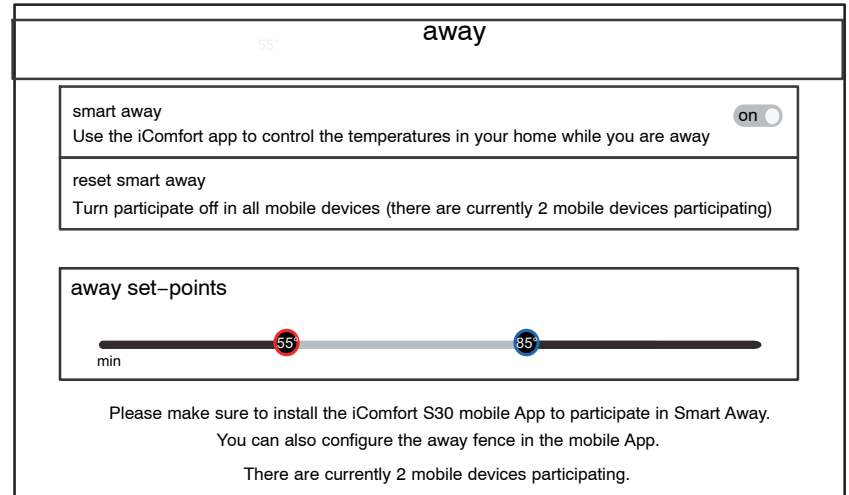 away
55°
smart away
on
Use the iComfort app to control the temperatures in your home while you are away
reset smart away
Turn participate off in all mobile devices (there are currently 2 mobile devices participating)
away set–points
55°
85°
min
Please make sure to install the iComfort S30 mobile App to participate in Smart Away.
You can also configure the away fence in the mobile App.
There are currently 2 mobile devices participating.